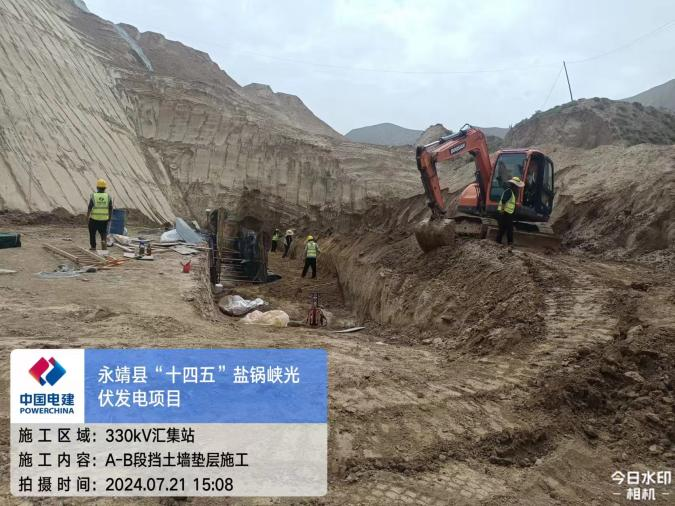 永靖县“十四五”盐锅峡光
伏发电项目
中国电建
POWERCHINA
施工区域：330kV汇集站
施工内容：A-B段挡土墙垫层施工
拍摄时间：2024.07.21 15:08
今日水印
相机